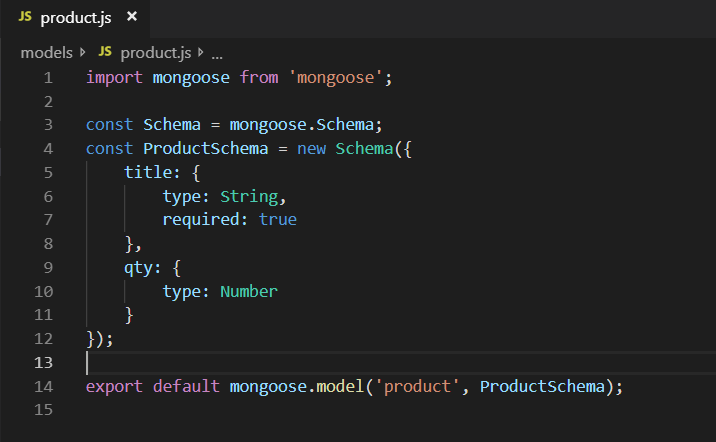 JS product.js ×
models > JS product.js > ...
1 import mongoose from 'mongoose';
2
3 const Schema = mongoose.Schema;
4 const ProductSchema = new Schema({
5     title: {
6         type: String,
7         required: true
8     },
9     qty: {
10         type: Number
11     }
12 });
13
14 export default mongoose.model('product', ProductSchema);
15